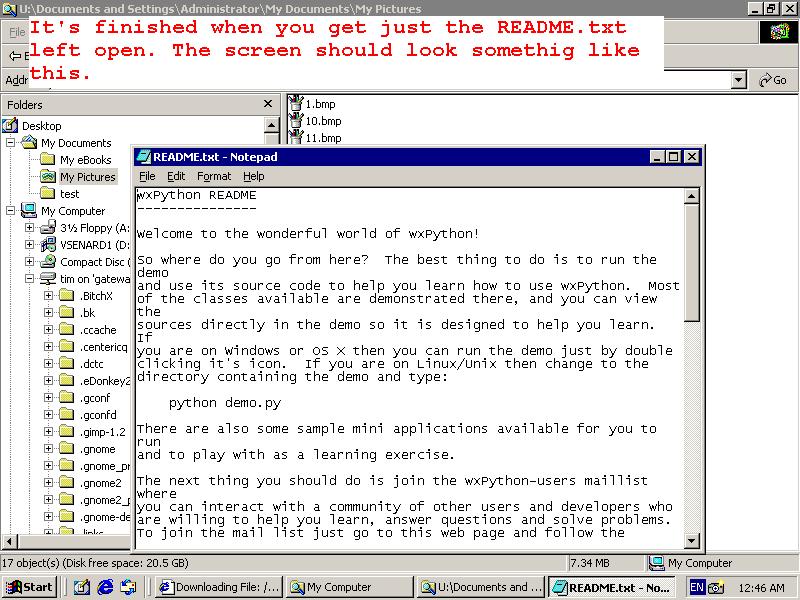 U:\Documents and Settings\Administrator\My Documents\My Pictures
It's finished when you get just the README.txt
left open. The screen should look somethig like
this.
File
Addr
Go
Folders
1.bmp
10.bmp
11.bmp
Desktop
My Documents
My eBooks
My Pictures
test
My Computer
3½ Floppy (A:
VSENARD1 (D:
Compact Disc (
tim on 'gatewa
.BitchX
.bk
.ccache
.centericq
.dctc
.eDonkey2
.gconf
.gconfd
.gimp-1.2
.gnome
.gnome_pr
.gnome2
.gnome2_p
.gnome-de
.links
README.txt - Notepad
File Edit Format Help
wxPython README
---------------
Welcome to the wonderful world of wxPython!
So where do you go from here?  The best thing to do is to run the
demo
and use its source code to help you learn how to use wxPython.  Most
of the classes available are demonstrated there, and you can view
the
sources directly in the demo so it is designed to help you learn.
If
you are on Windows or OS X then you can run the demo just by double
clicking it's icon.  If you are on Linux/Unix then change to the
directory containing the demo and type:
python demo.py
There are also some sample mini applications available for you to
run
and to play with as a learning exercise.
The next thing you should do is join the wxPython-users maillist
where
you can interact with a community of other users and developers who
are willing to help you learn, answer questions and solve problems.
To join the mail list just go to this web page and follow the
17 object(s) (Disk free space: 20.5 GB)
7.34 MB
My Computer
Start
Downloading File: /...
My Computer
U:\Documents and ...
README.txt - No...
EN
12:46 AM